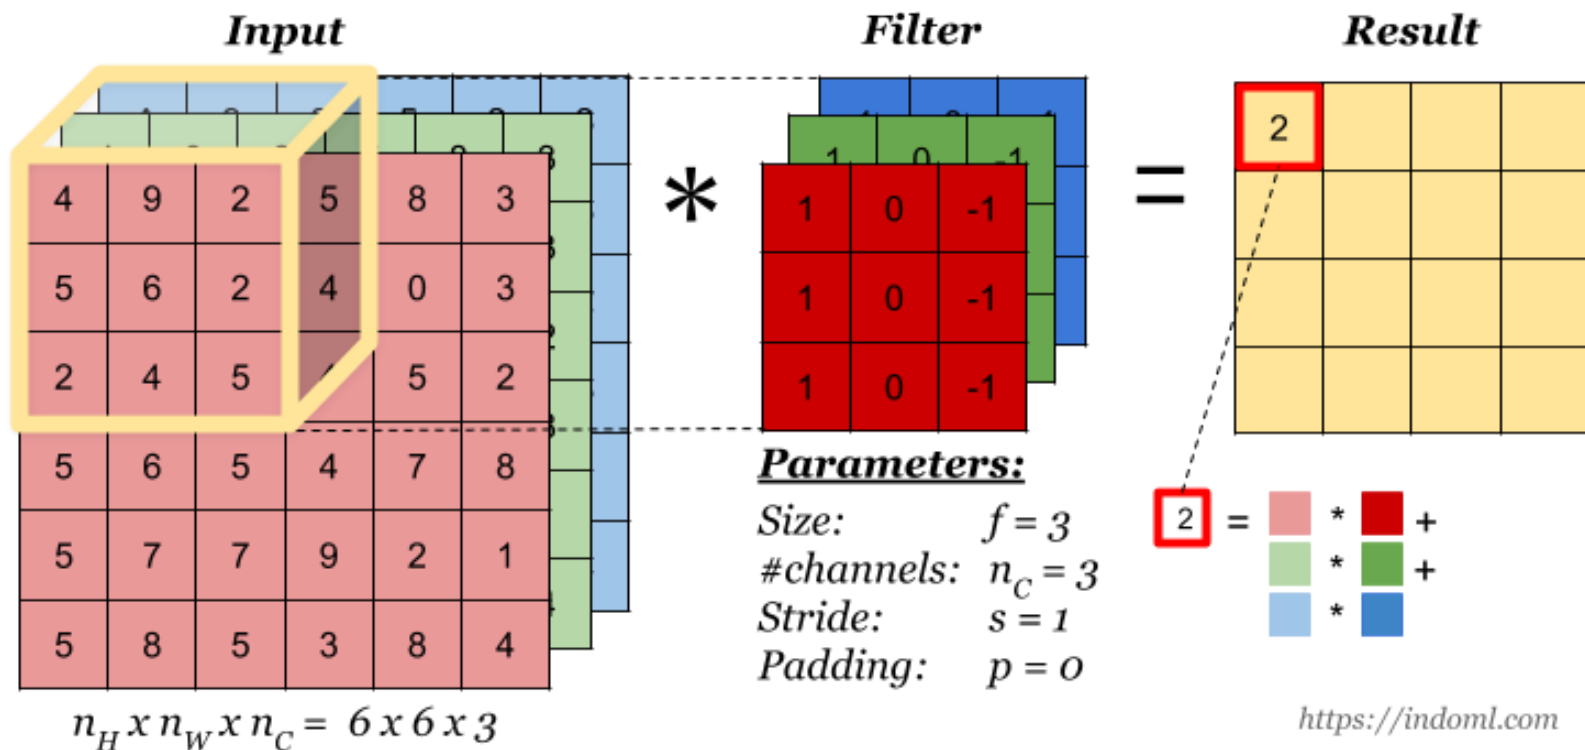 Input
Filter
Result
4 9 2 5 8 3
5 6 2 4 0 3
2 4 5 5 2
5 6 5 4 7 8
5 7 7 9 2 1
5 8 5 3 8 4
n_H x n_W x n_C = 6 x 6 x 3
*
1 0 -1
1 0 -1
1 0 -1
1 0 -1
Parameters:
Size: f = 3
#channels: n_C = 3
Stride: s = 1
Padding: p = 0
=
2
2 = * +
* +
*
https://indoml.com